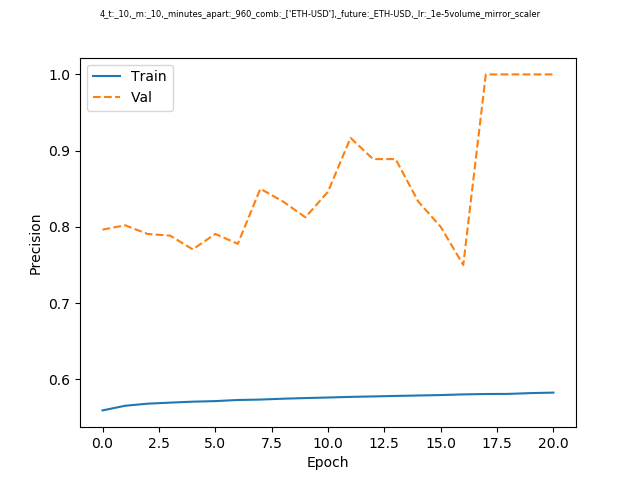 4_t:_10,_m:_10,_minutes_apart:_960_comb:_['ETH-USD'],_future:_ETH-USD,_lr:_1e-5volume_mirror_scaler
Train
Val
1.0
0.9
0.8
0.7
0.6
Precision
0.0 2.5 5.0 7.5 10.0 12.5 15.0 17.5 20.0
Epoch